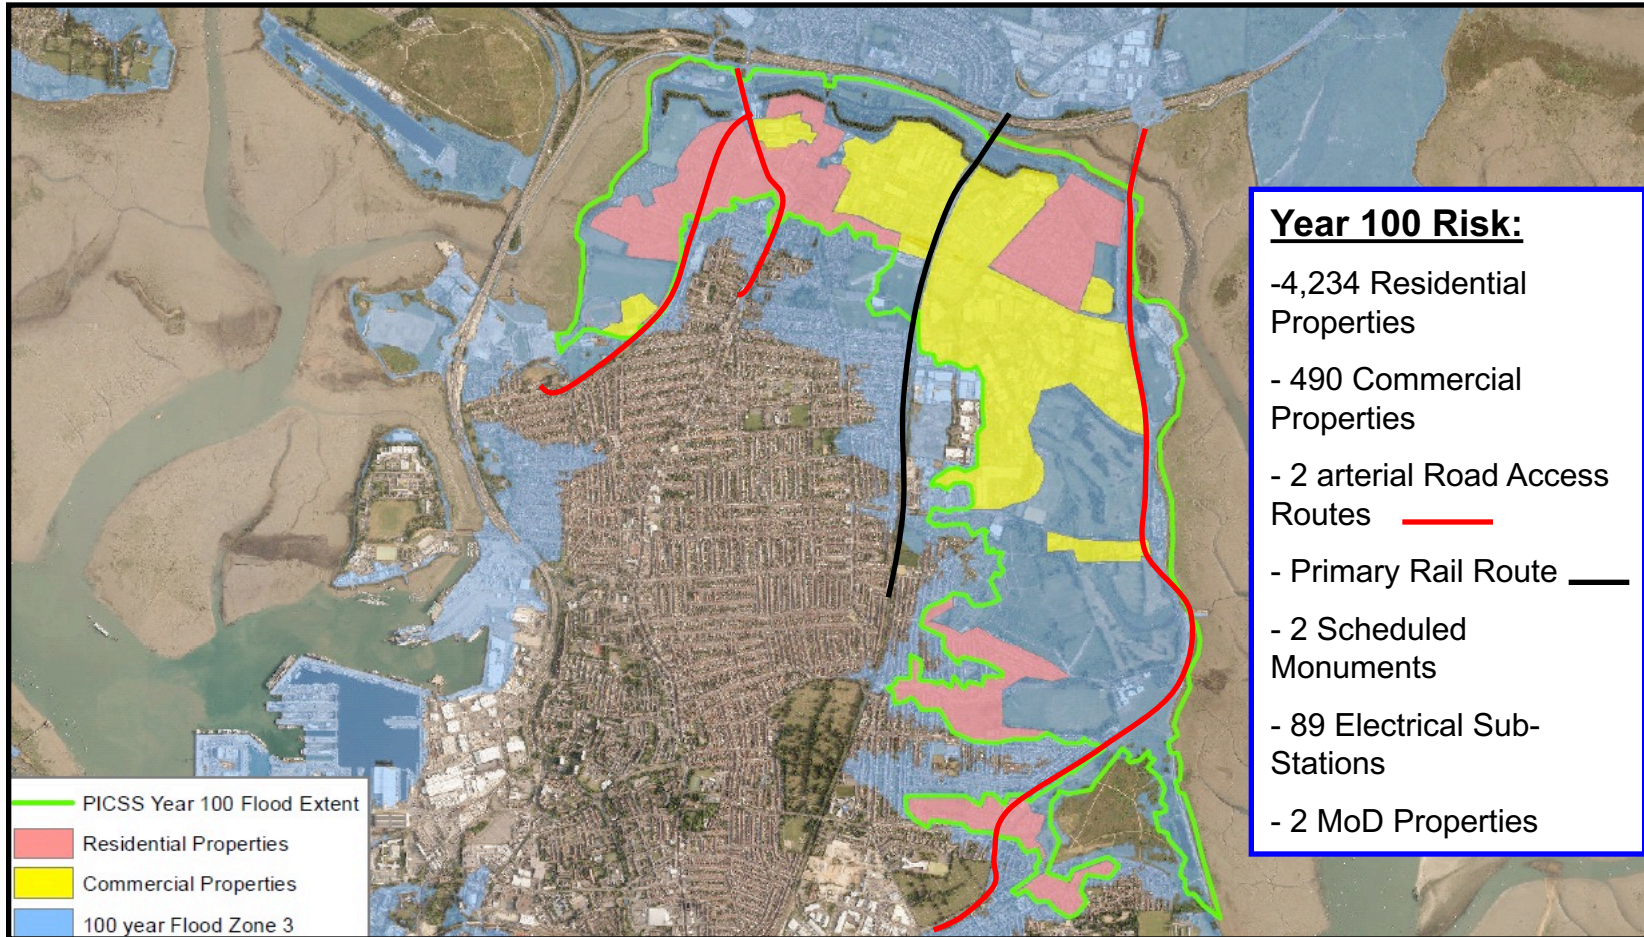 Year 100 Risk:
-4,234 Residential
Properties
- 490 Commercial
Properties
- 2 arterial Road Access
Routes
- Primary Rail Route
- 2 Scheduled
Monuments
- 89 Electrical Sub-
Stations
- 2 MoD Properties
PICSS Year 100 Flood Extent
Residential Properties
Commercial Properties
100 year Flood Zone 3